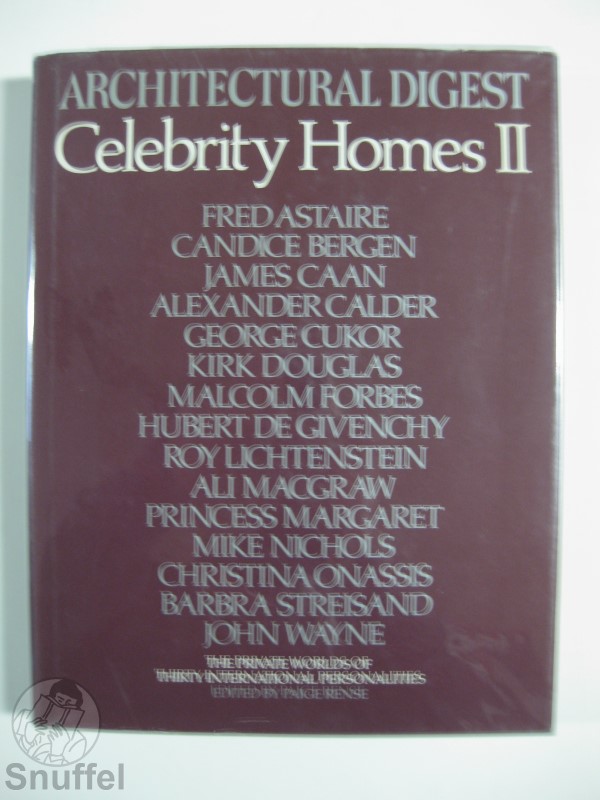 ARCHITECTURAL DIGEST
Celebrity Homes II
FRED ASTAIRE
CANDICE BERGEN
JAMES CAAN
ALEXANDER CALDER
GEORGE CUKOR
KIRK DOUGLAS
MALCOLM FORBES
HUBERT DE GIVENCHY
ROY LICHTENSTEIN
ALI MACGRAW
PRINCESS MARGARET
MIKE NICHOLS
CHRISTINA ONASSIS
BARBRA STREISAND
JOHN WAYNE
THE PRIVATE WORLDS OF
THIRTY INTERNATIONAL PERSONALITIES
EDITED BY PAIGE RENSE
Snuffel